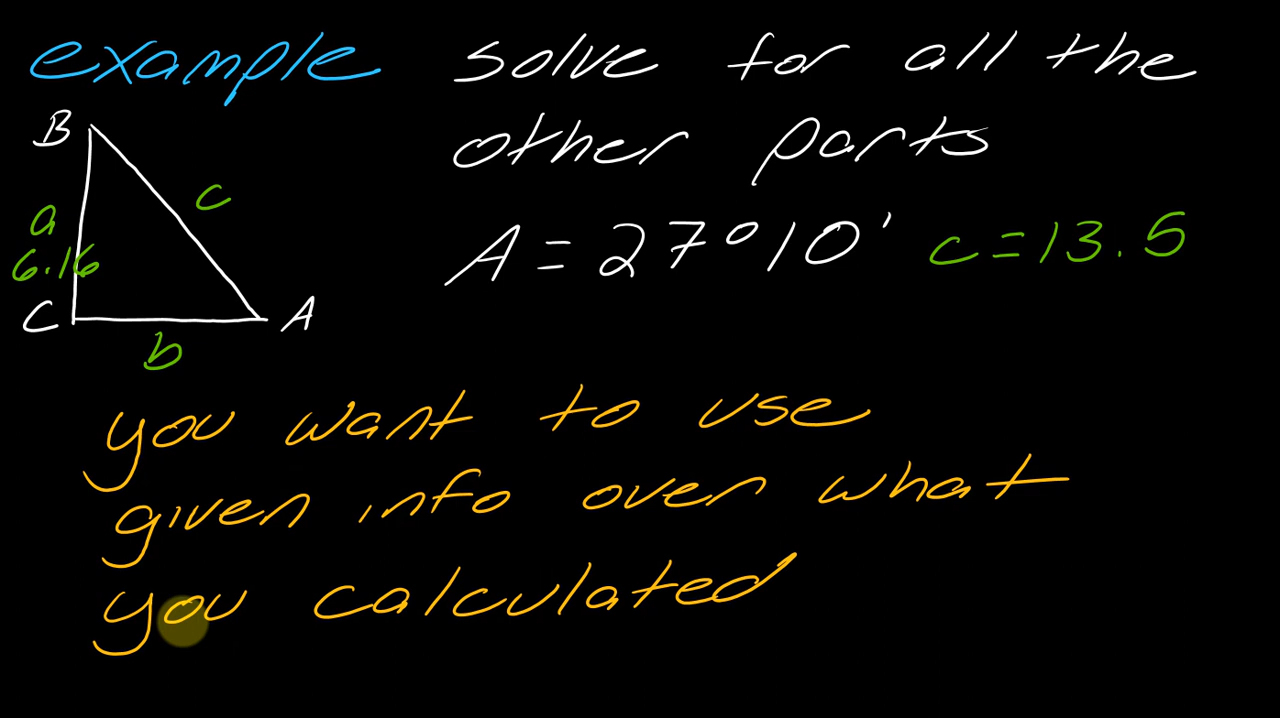 example solve for all the
other parts
B
c
a
6.16
A = 27°10' c = 13.5
C
A
b
you want to use
given info over what
you calculated